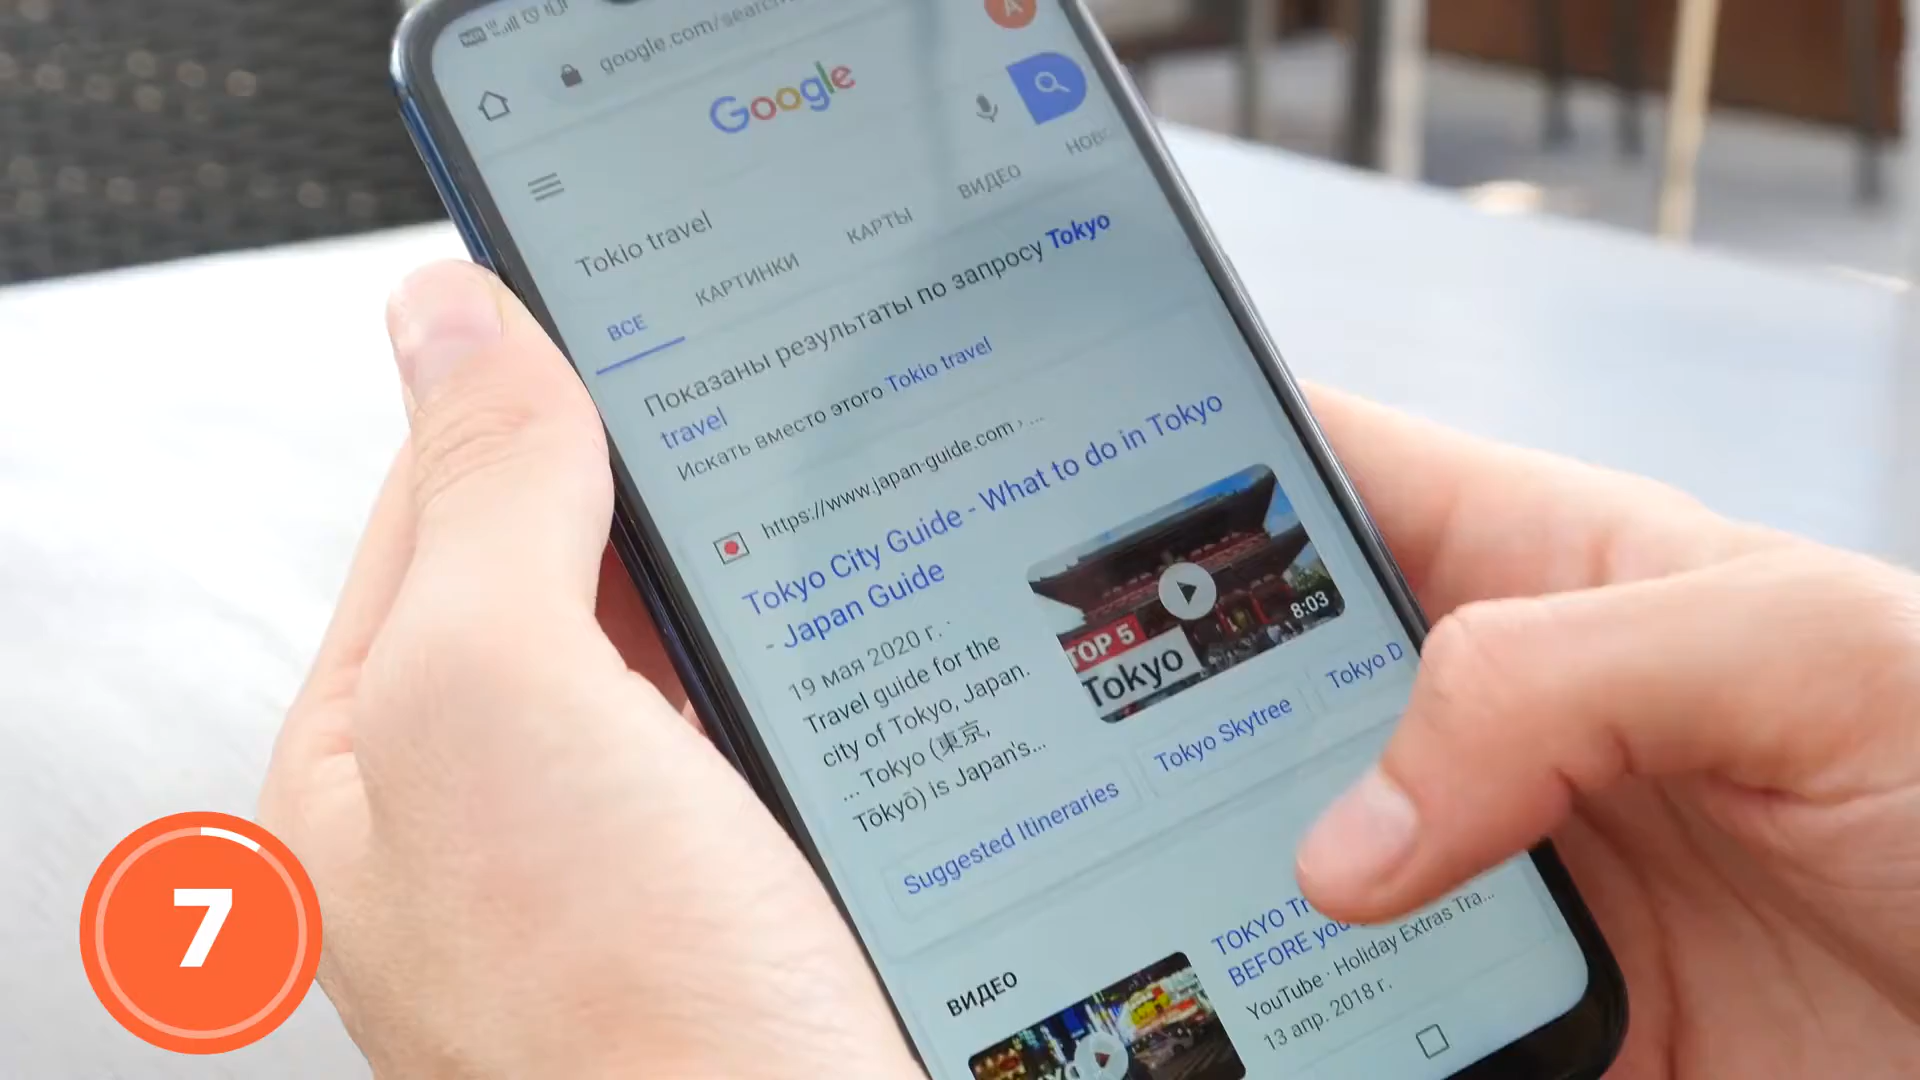 google.com/search
A
Google
Tokio travel
ВСЕ КАРТИНКИ КАРТЫ ВИДЕО
Показаны результаты по запросу Tokyo
travel
Искать вместо этого Tokio travel
https://www.japan-guide.com › ...
Tokyo City Guide - What to do in Tokyo
- Japan Guide
19 мая 2020 г. ·
Travel guide for the
city of Tokyo, Japan.
... Tokyo (東京,
Tōkyō) is Japan's...
TOP 5
Tokyo
8:03
Suggested Itineraries
Tokyo Skytree
Tokyo D
ВИДЕО
TOKYO
BEFORE you
YouTube · Holiday Extras Tra...
13 апр. 2018 г.
7